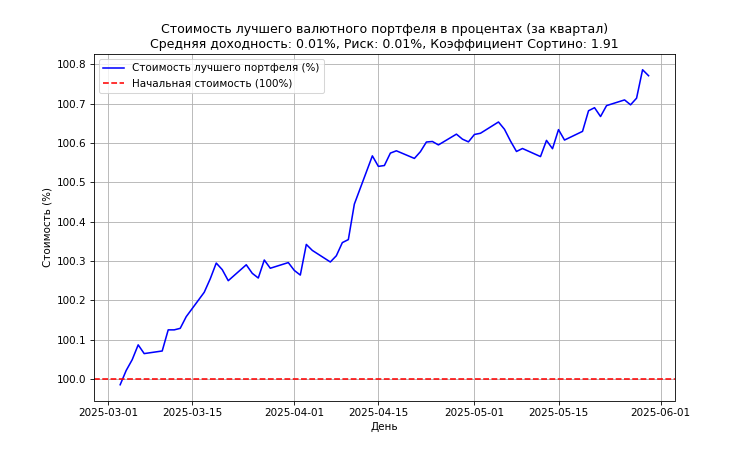 Стоимость лучшего валютного портфеля в процентах (за квартал)
Средняя доходность: 0.01%, Риск: 0.01%, Коэффициент Сортино: 1.91
Стоимость лучшего портфеля (%)
Начальная стоимость (100%)
Стоимость (%)
100.8
100.7
100.6
100.5
100.4
100.3
100.2
100.1
100.0
2025-03-01 2025-03-15 2025-04-01 2025-04-15 2025-05-01 2025-05-15 2025-06-01
День